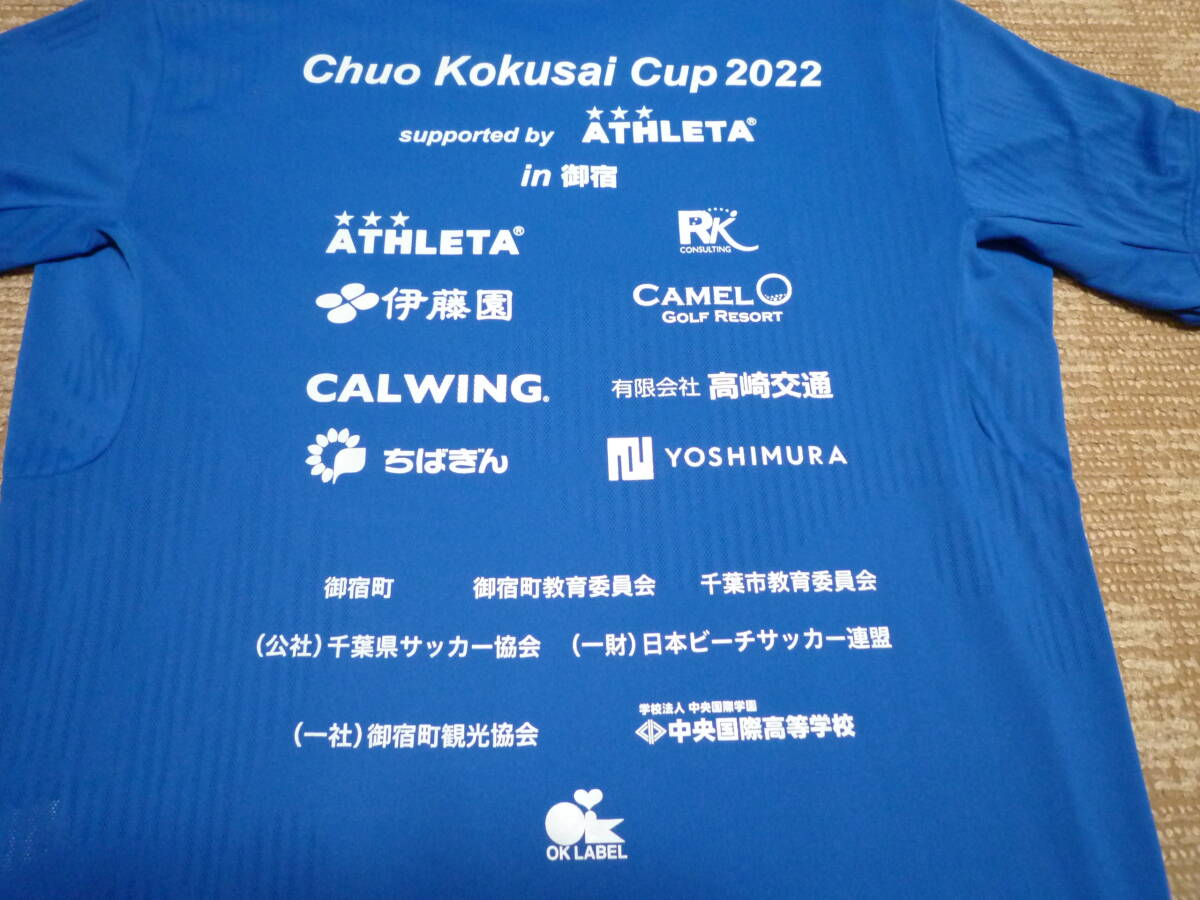 Chuo Kokusai Cup 2022
supported by ATHLETA®
in 御宿
ATHLETA®
RK
CONSULTING
伊藤園
CAMEL
GOLF RESORT
CALWING.
有限会社 高崎交通
ちばぎん
YOSHIMURA
御宿町 御宿町教育委員会 千葉市教育委員会
(公社)千葉県サッカー協会 (一財)日本ビーチサッカー連盟
(一社)御宿町観光協会
学校法人 中央国際学園
中央国際高等学校
OK
OK LABEL